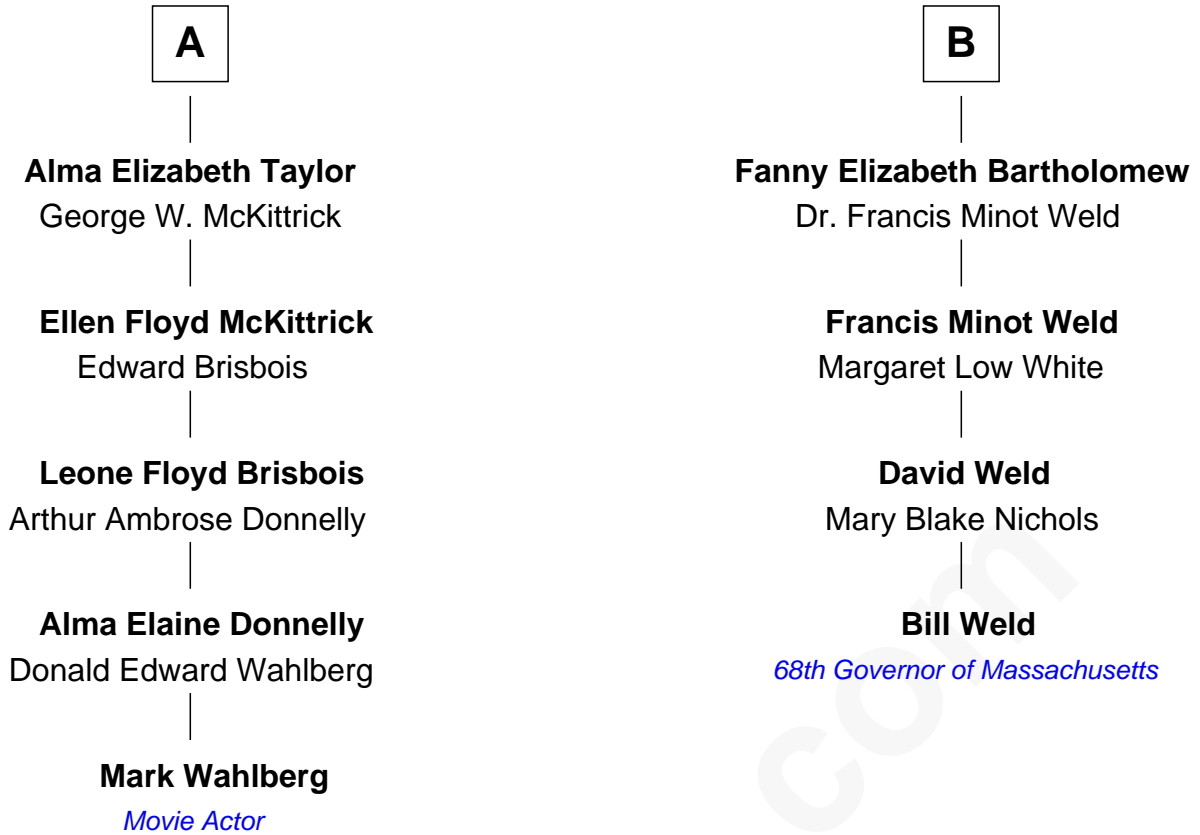 A
Alma Elizabeth Taylor
George W. McKittrick
Ellen Floyd McKittrick
Edward Brisbois
Leone Floyd Brisbois
Arthur Ambrose Donnelly
Alma Elaine Donnelly
Donald Edward Wahlberg
Mark Wahlberg
Movie Actor
B
Fanny Elizabeth Bartholomew
Dr. Francis Minot Weld
Francis Minot Weld
Margaret Low White
David Weld
Mary Blake Nichols
Bill Weld
68th Governor of Massachusetts
com